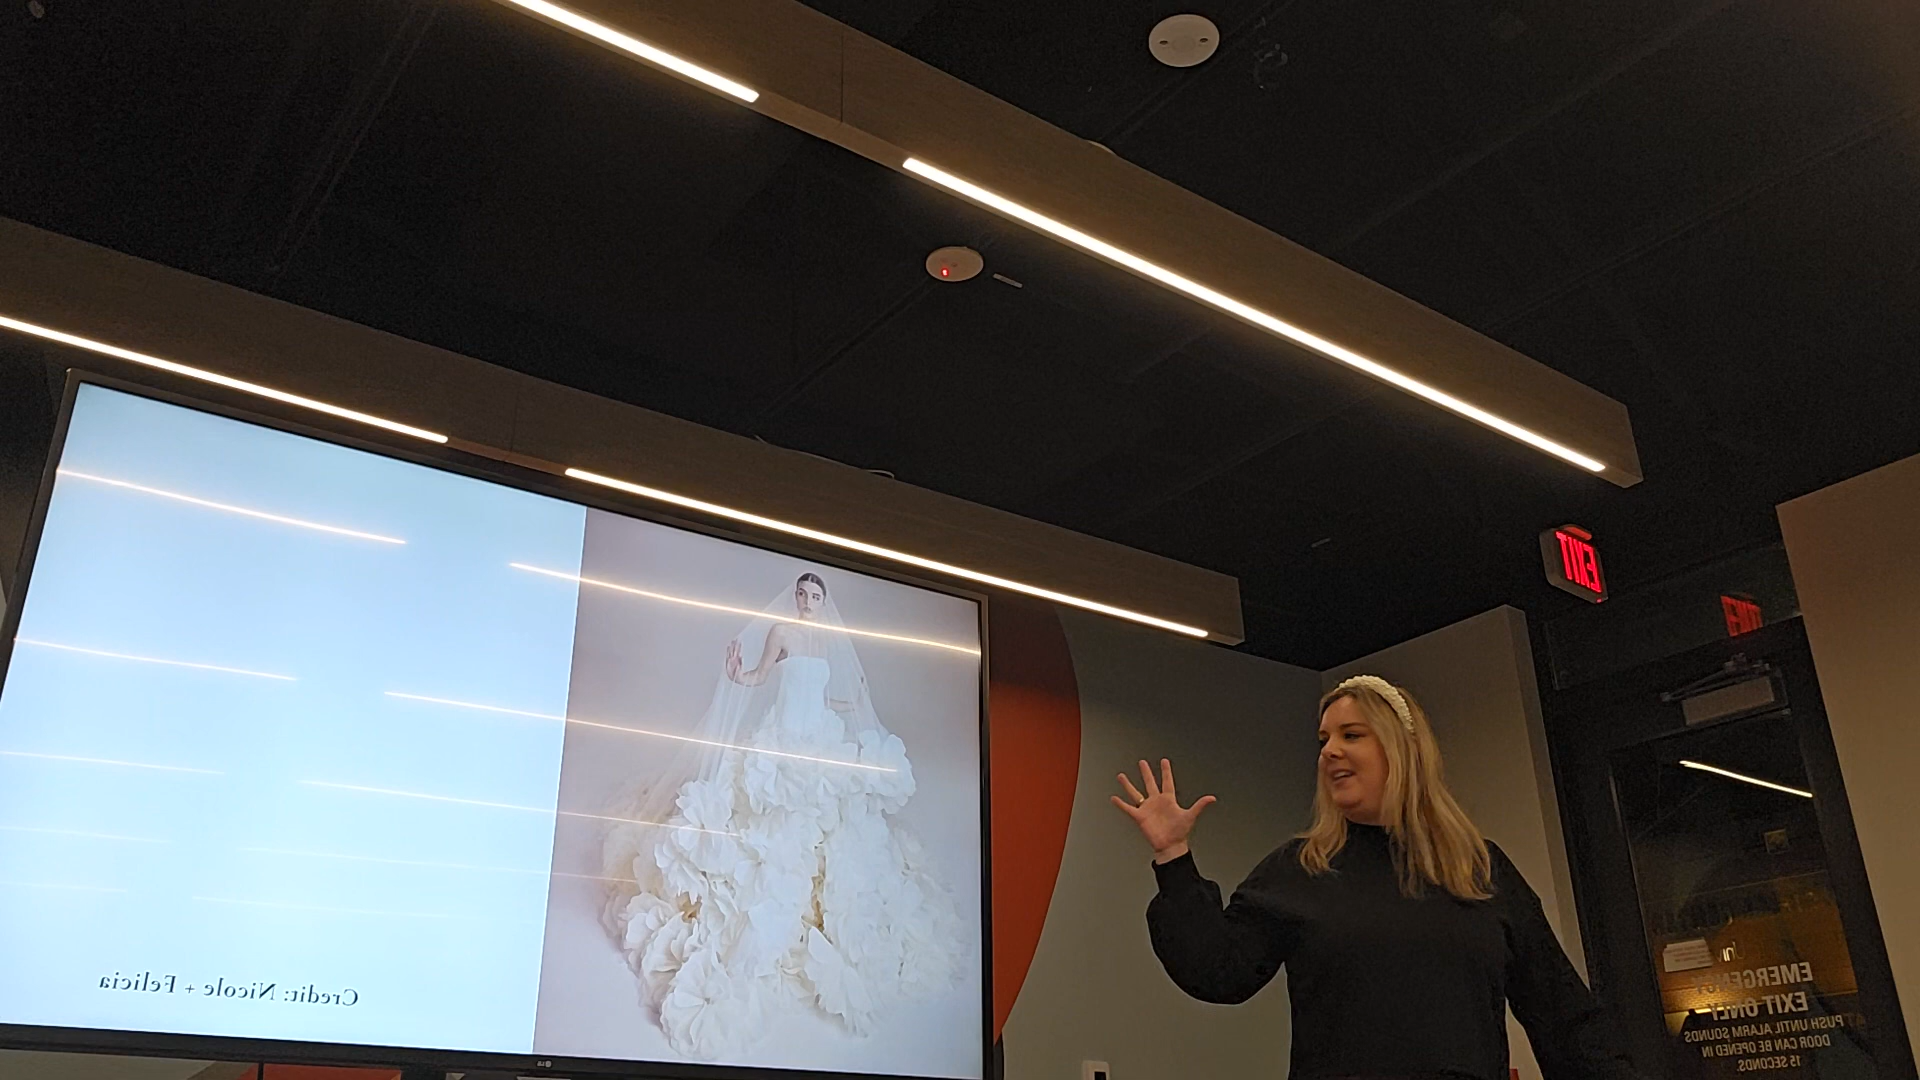 Credit: Nicole + Felicia
EXIT
EMERGENCY
EXIT ONLY
PUSH UNTIL ALARM SOUNDS
DOOR CAN BE OPENED IN
15 SECONDS.
LG